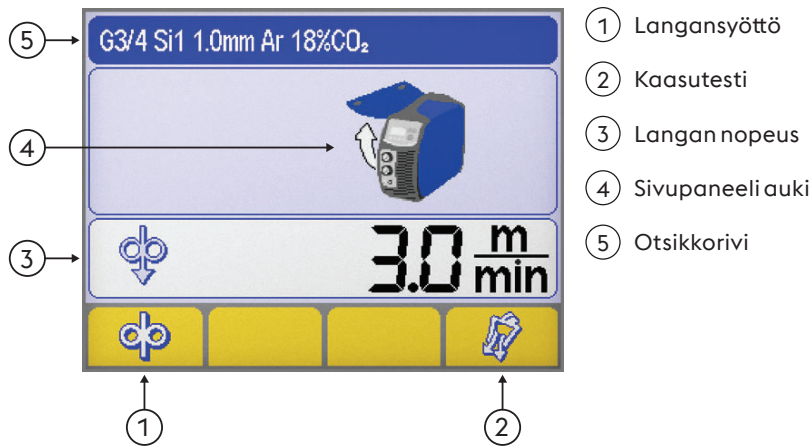 G3/4 Si1 1.0mm Ar 18%CO₂
3.0 m/min
5
4
3
1
2
1 Langansyöttö
2 Kaasutesti
3 Langan nopeus
4 Sivupaneeli auki
5 Otsikkorivi